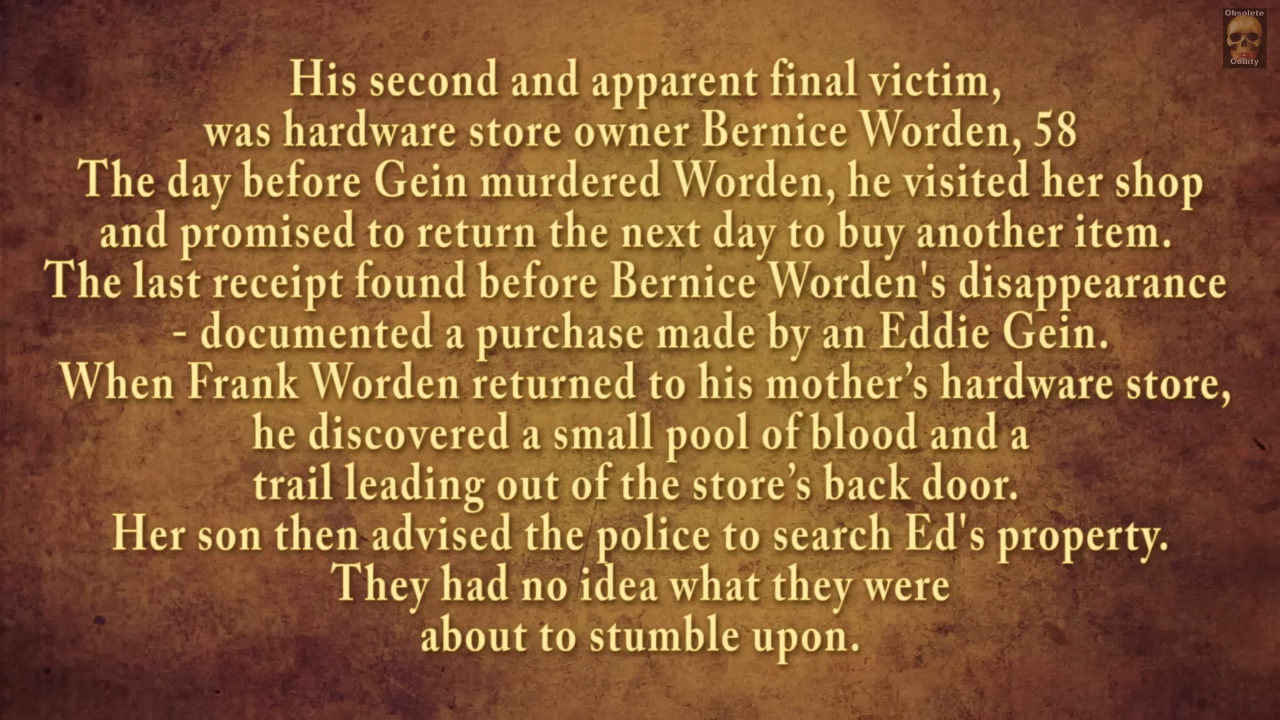 Obsolete
Oddity
His second and apparent final victim,
was hardware store owner Bernice Worden, 58
The day before Gein murdered Worden, he visited her shop
and promised to return the next day to buy another item.
The last receipt found before Bernice Worden's disappearance
- documented a purchase made by an Eddie Gein.
When Frank Worden returned to his mother’s hardware store,
he discovered a small pool of blood and a
trail leading out of the store’s back door.
Her son then advised the police to search Ed's property.
They had no idea what they were
about to stumble upon.